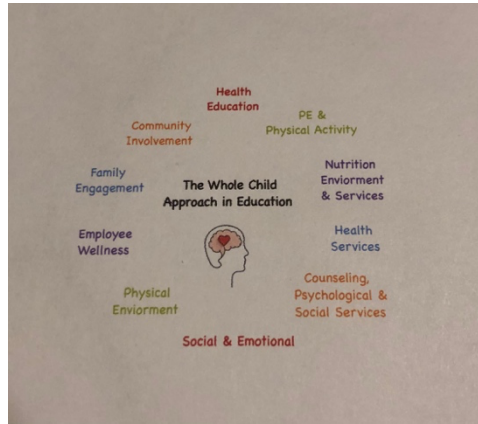 Health
Education
PE &
Physical Activity
Community
Involvement
Nutrition
Enviorment
& Services
Family
Engagement
The Whole Child
Approach in Education
Health
Services
Employee
Wellness
Counseling,
Psychological &
Social Services
Physical
Enviorment
Social & Emotional